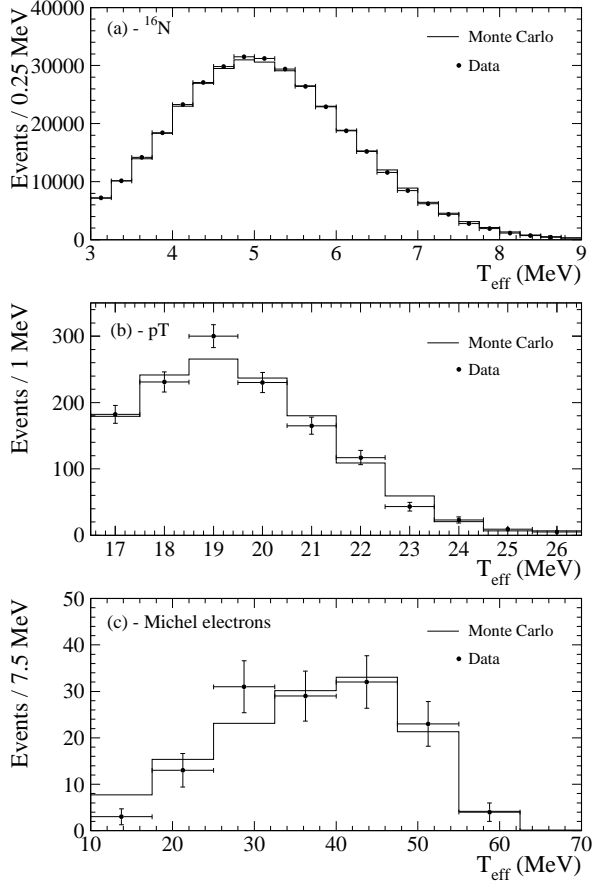 (a) - ¹⁶N
Monte Carlo
Data
Events / 0.25 MeV
40000
30000
20000
10000
0
3 4 5 6 7 8 9
T_eff (MeV)
(b) - pT
Monte Carlo
Data
Events / 1 MeV
300
200
100
0
17 18 19 20 21 22 23 24 25 26
T_eff (MeV)
(c) - Michel electrons
Monte Carlo
Data
Events / 7.5 MeV
50
40
30
20
10
0
10 20 30 40 50 60 70
T_eff (MeV)